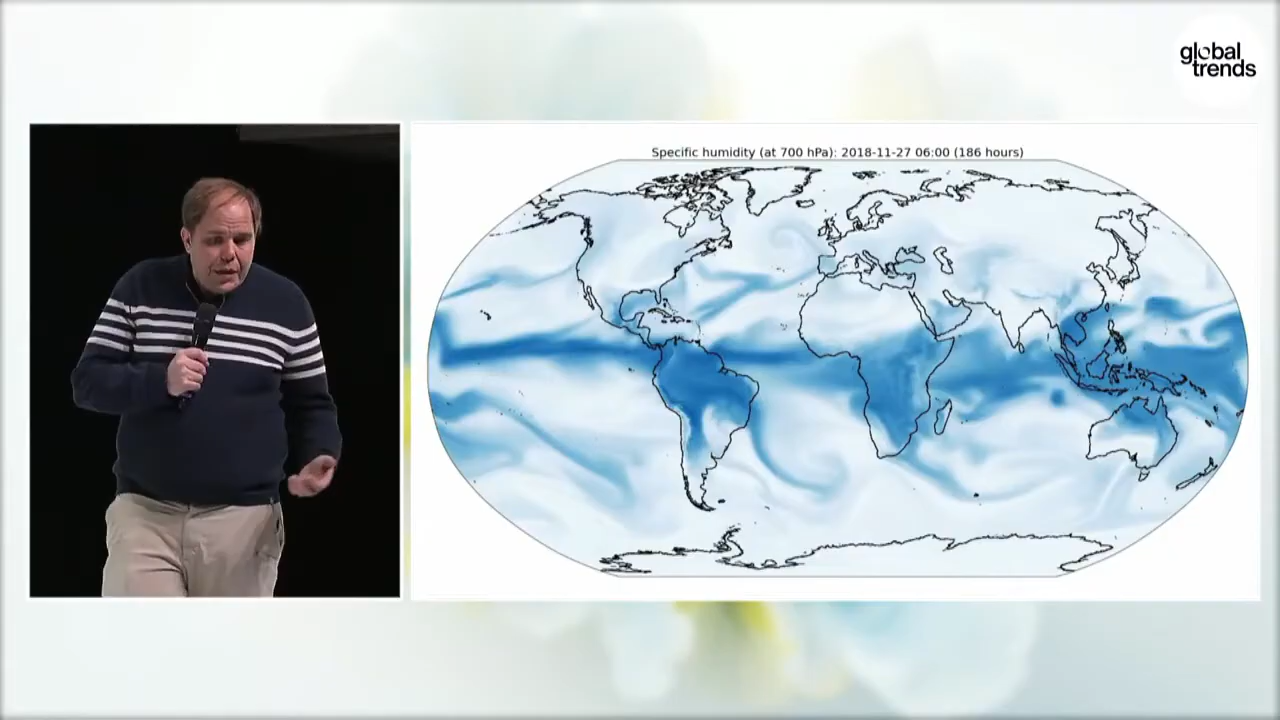 global
trends
Specific humidity (at 700 hPa): 2018-11-27 06:00 (186 hours)